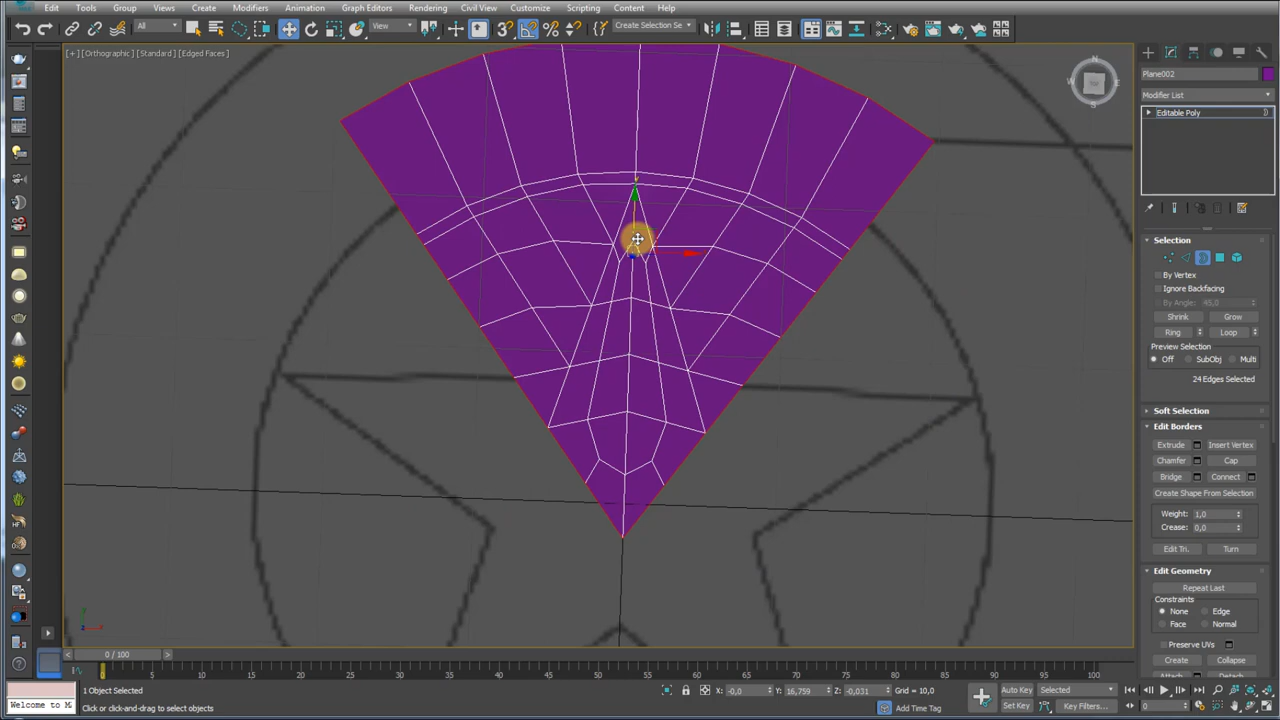 Edit Tools Group Views Create Modifiers Animation Graph Editors Rendering Civil View Customize Scripting Content Help
All View Create Selection Se
[+] [Orthographic] [Standard] [Edged Faces]
N
W E
S
Plane002
Modifier List
Editable Poly
Selection
By Vertex
Ignore Backfacing
By Angle: 45,0
Shrink Grow
Ring Loop
Preview Selection
Off SubObj Multi
24 Edges Selected
Soft Selection
Edit Borders
Extrude Insert Vertex
Chamfer Cap
Bridge Connect
Create Shape From Selection
Weight: 1,0
Crease: 0,0
Edit Tri. Turn
Edit Geometry
Repeat Last
Constraints
None Edge
Face Normal
Preserve UVs
Create Collapse
Attach Detach
0 / 100
0 5 10 15 20 25 30 35 40 45 50 55 60 65 70 75 80 85 90 95 100
1 Object Selected X: -0,0 Y: 16,759 Z: -0,031 Grid = 10,0 Auto Key Selected
Welcome to M Click or click-and-drag to select objects Add Time Tag Set Key Key Filters... 0